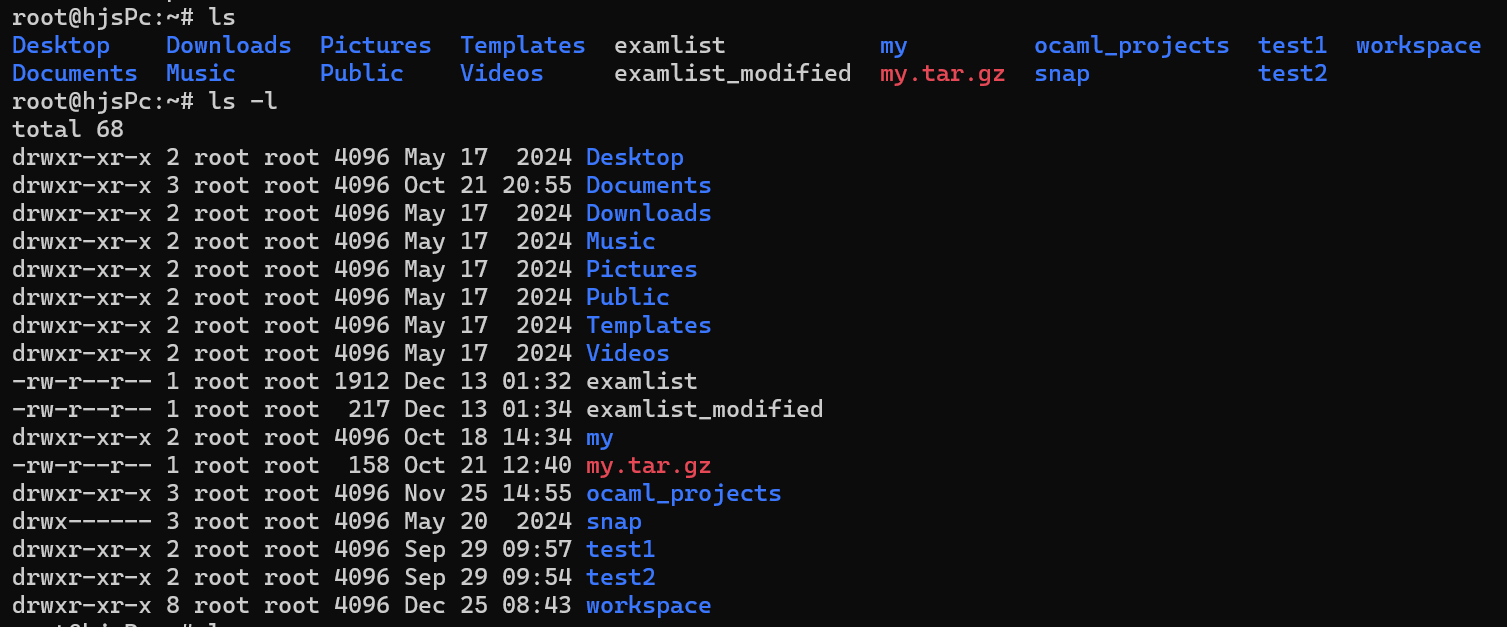 root@hjsPc:~# ls
Desktop    Downloads  Pictures  Templates  examlist           my         ocaml_projects  test1  workspace
Documents  Music      Public    Videos     examlist_modified  my.tar.gz  snap            test2
root@hjsPc:~# ls -l
total 68
drwxr-xr-x 2 root root 4096 May 17  2024 Desktop
drwxr-xr-x 3 root root 4096 Oct 21 20:55 Documents
drwxr-xr-x 2 root root 4096 May 17  2024 Downloads
drwxr-xr-x 2 root root 4096 May 17  2024 Music
drwxr-xr-x 2 root root 4096 May 17  2024 Pictures
drwxr-xr-x 2 root root 4096 May 17  2024 Public
drwxr-xr-x 2 root root 4096 May 17  2024 Templates
drwxr-xr-x 2 root root 4096 May 17  2024 Videos
-rw-r--r-- 1 root root 1912 Dec 13 01:32 examlist
-rw-r--r-- 1 root root  217 Dec 13 01:34 examlist_modified
drwxr-xr-x 2 root root 4096 Oct 18 14:34 my
-rw-r--r-- 1 root root  158 Oct 21 12:40 my.tar.gz
drwxr-xr-x 3 root root 4096 Nov 25 14:55 ocaml_projects
drwx------ 3 root root 4096 May 20  2024 snap
drwxr-xr-x 2 root root 4096 Sep 29 09:57 test1
drwxr-xr-x 2 root root 4096 Sep 29 09:54 test2
drwxr-xr-x 8 root root 4096 Dec 25 08:43 workspace